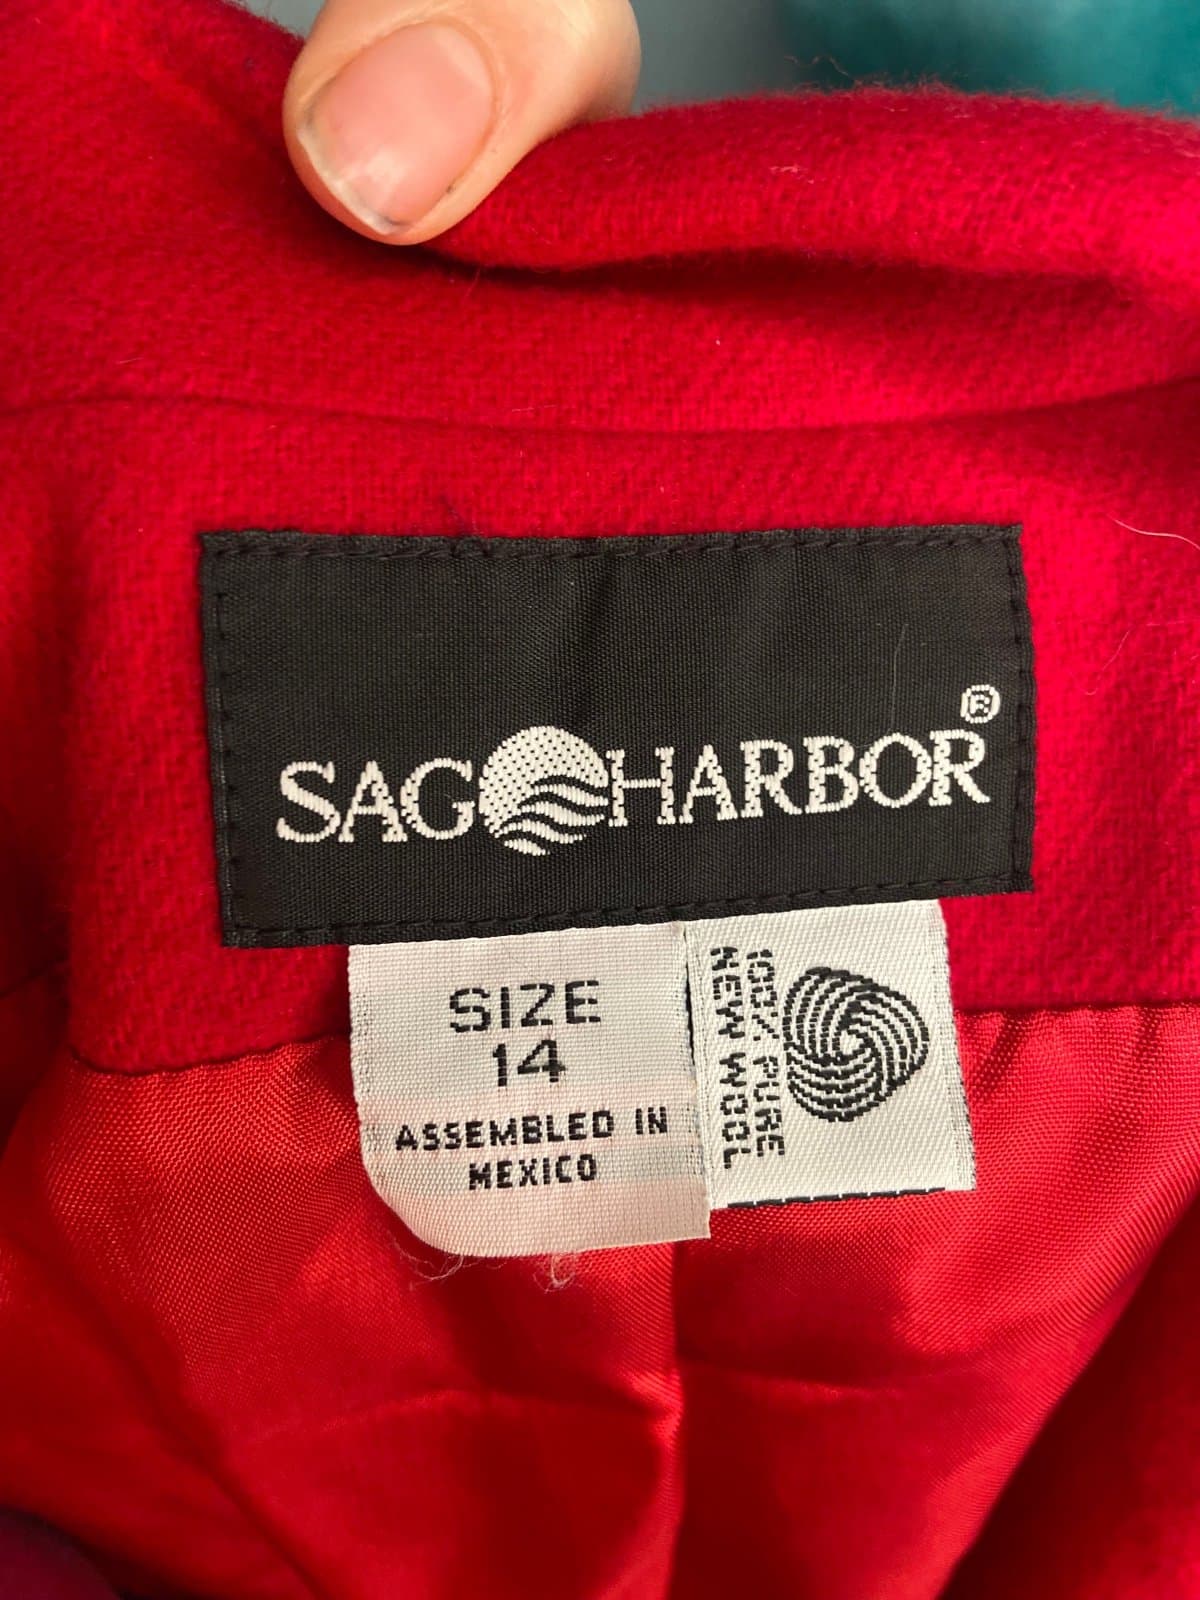 SAG HARBOR®
SIZE
14
ASSEMBLED IN
MEXICO
100% PURE
NEW WOOL